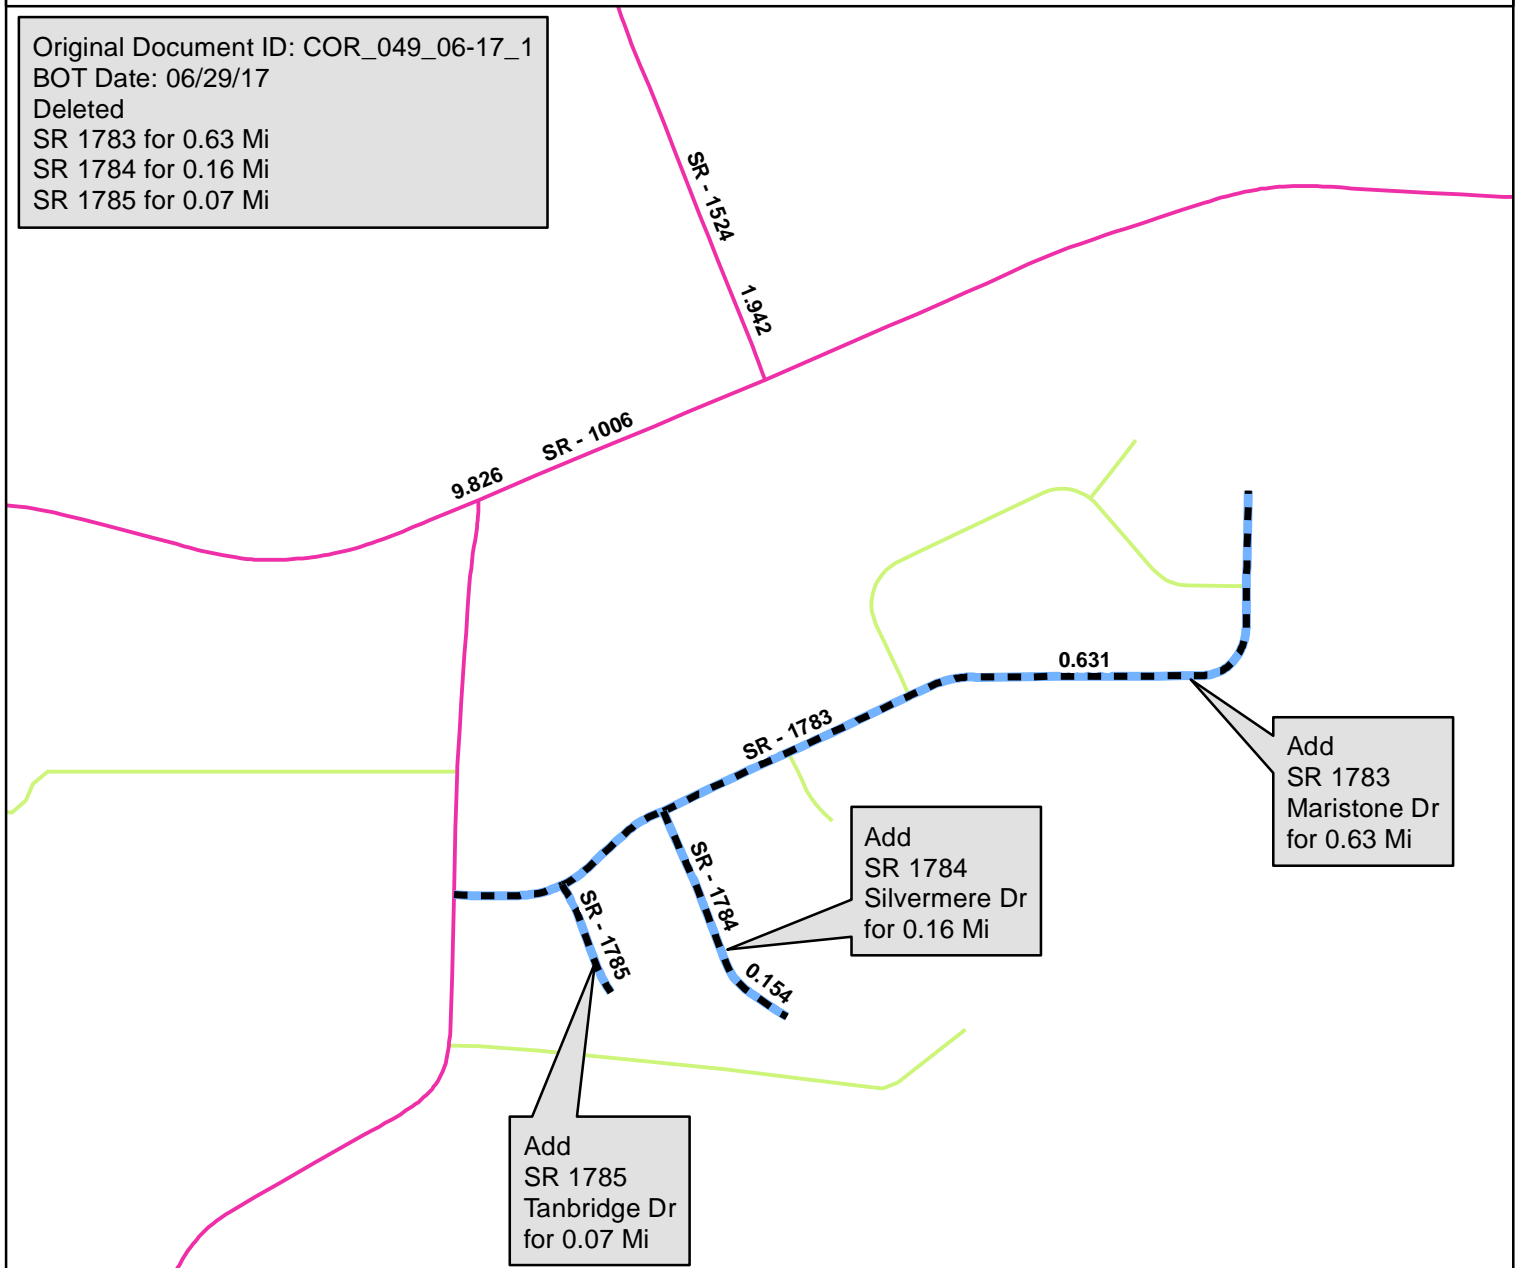 Original Document ID: COR_049_06-17_1
BOT Date: 06/29/17
Deleted
SR 1783 for 0.63 Mi
SR 1784 for 0.16 Mi
SR 1785 for 0.07 Mi
SR - 1524
1.942
SR - 1006
9.826
0.631
SR - 1783
Add
SR 1783
Maristone Dr
for 0.63 Mi
Add
SR 1784
Silvermere Dr
for 0.16 Mi
SR - 1784
SR - 1785
0.154
Add
SR 1785
Tanbridge Dr
for 0.07 Mi